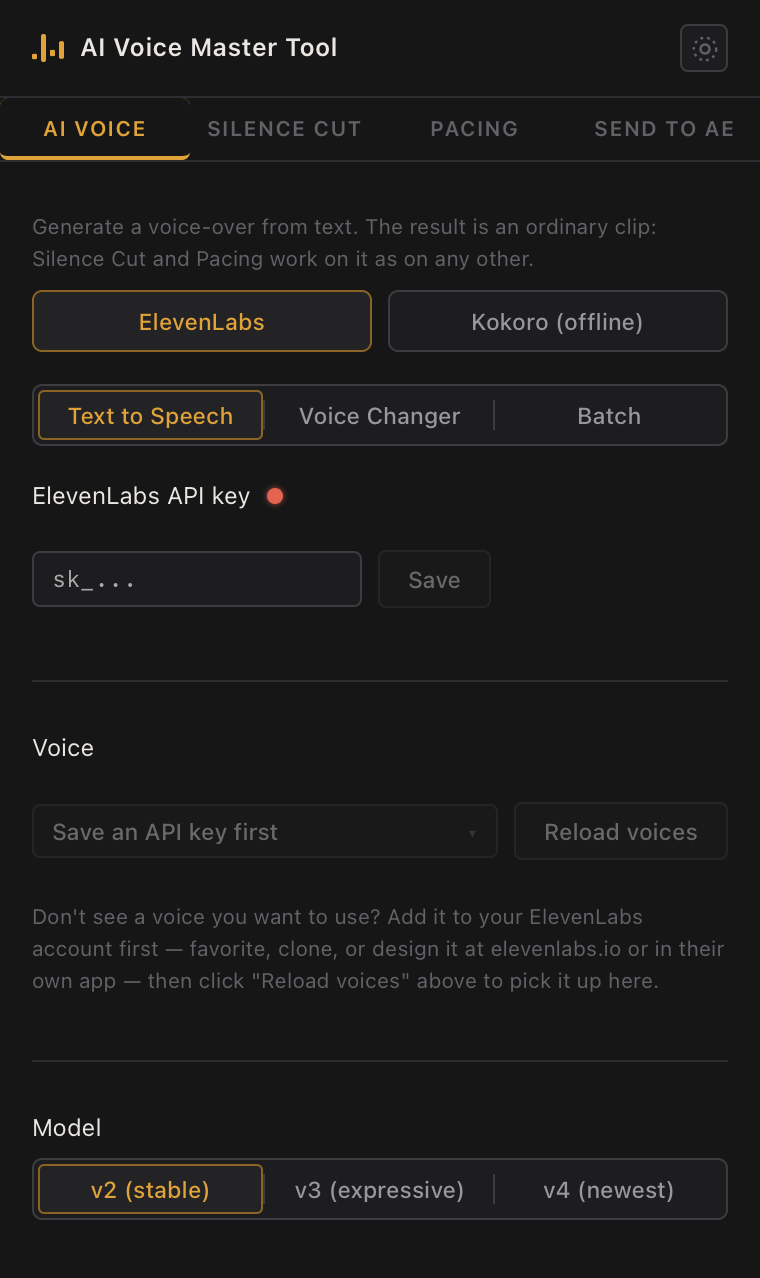 AI Voice Master Tool
AI VOICE
SILENCE CUT
PACING
SEND TO AE
Generate a voice-over from text. The result is an ordinary clip:
Silence Cut and Pacing work on it as on any other.
ElevenLabs
Kokoro (offline)
Text to Speech
Voice Changer
Batch
ElevenLabs API key
sk_...
Save
Voice
Save an API key first
Reload voices
Don't see a voice you want to use? Add it to your ElevenLabs
account first — favorite, clone, or design it at elevenlabs.io or in their
own app — then click "Reload voices" above to pick it up here.
Model
v2 (stable)
v3 (expressive)
v4 (newest)